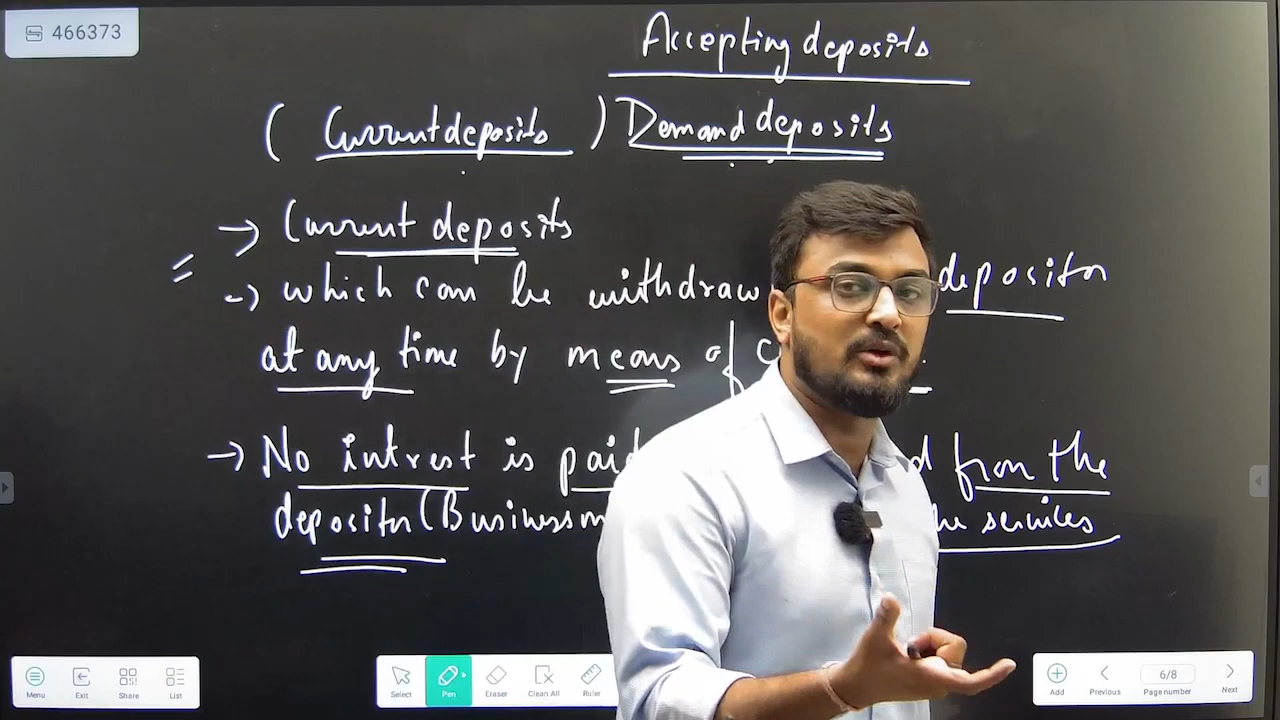 466373
Accepting deposits
( Current deposits ) Demand deposits
→ Current deposits
→ which can be withdraw depositor
at any time by means of
→ No intrest is paid from the
depositor (Businessm the services
Menu Exit Share List Select Pen Eraser Clean All Ruler Add Previous 6/8 Page number Next